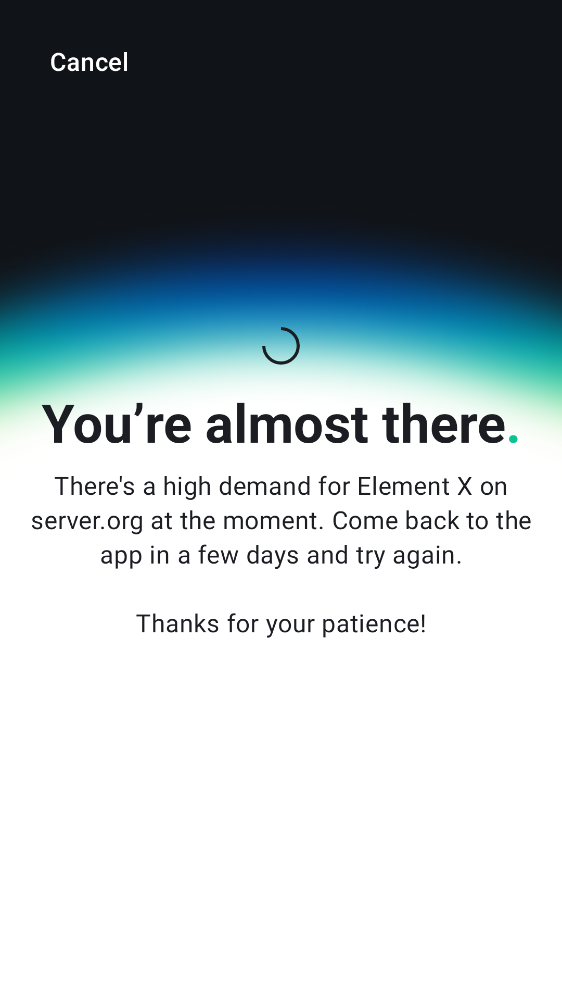 Cancel
You’re almost there.
There's a high demand for Element X on
server.org at the moment. Come back to the
app in a few days and try again.
Thanks for your patience!